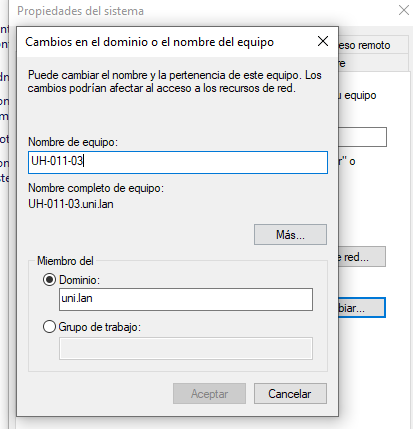 Propiedades del sistema
Cambios en el dominio o el nombre del equipo
eso remoto
re
Puede cambiar el nombre y la pertenencia de este equipo. Los
cambios podrían afectar al acceso a los recursos de red.
u equipo
Nombre de equipo:
UH-011-03
r" o
Nombre completo de equipo:
UH-011-03.uni.lan
Más...
e red...
Miembro del
Dominio:
uni.lan
biar...
Grupo de trabajo:
Aceptar
Cancelar